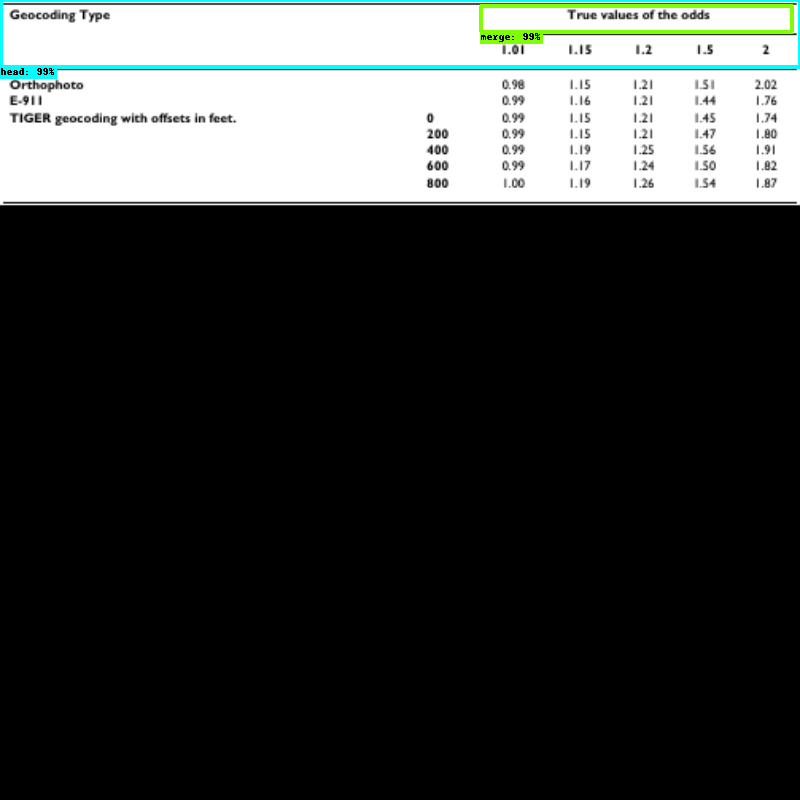 Geocoding Type True values of the odds
merge: 99%
1.01 1.15 1.2 1.5 2
head: 99%
Orthophoto 0.98 1.15 1.21 1.51 2.02
E-911 0.99 1.16 1.21 1.44 1.76
TIGER geocoding with offsets in feet. 0 0.99 1.15 1.21 1.45 1.74
200 0.99 1.15 1.21 1.47 1.80
400 0.99 1.19 1.25 1.56 1.91
600 0.99 1.17 1.24 1.50 1.82
800 1.00 1.19 1.26 1.54 1.87